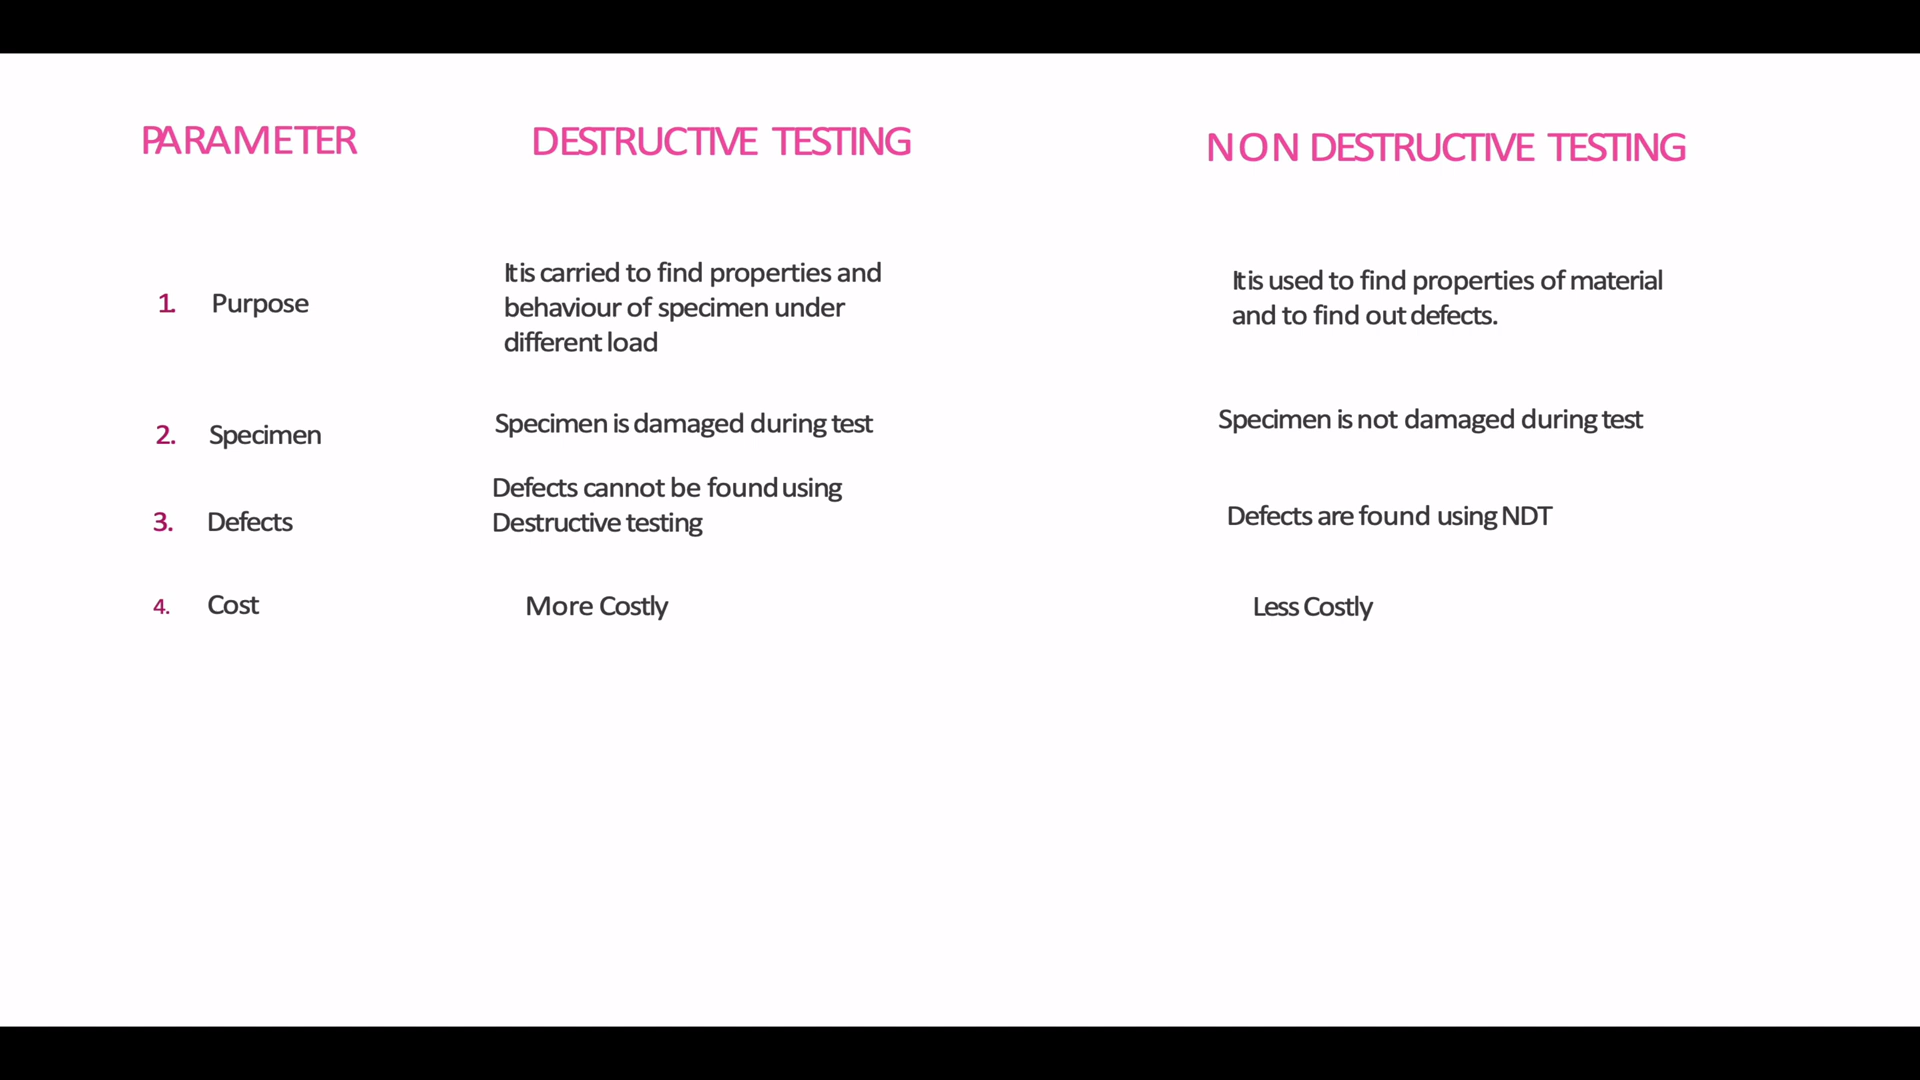 PARAMETER DESTRUCTIVE TESTING NON DESTRUCTIVE TESTING
1. Purpose
It is carried to find properties and
behaviour of specimen under
different load
It is used to find properties of material
and to find out defects.
2. Specimen
Specimen is damaged during test
Specimen is not damaged during test
3. Defects
Defects cannot be found using
Destructive testing
Defects are found using NDT
4. Cost
More Costly
Less Costly